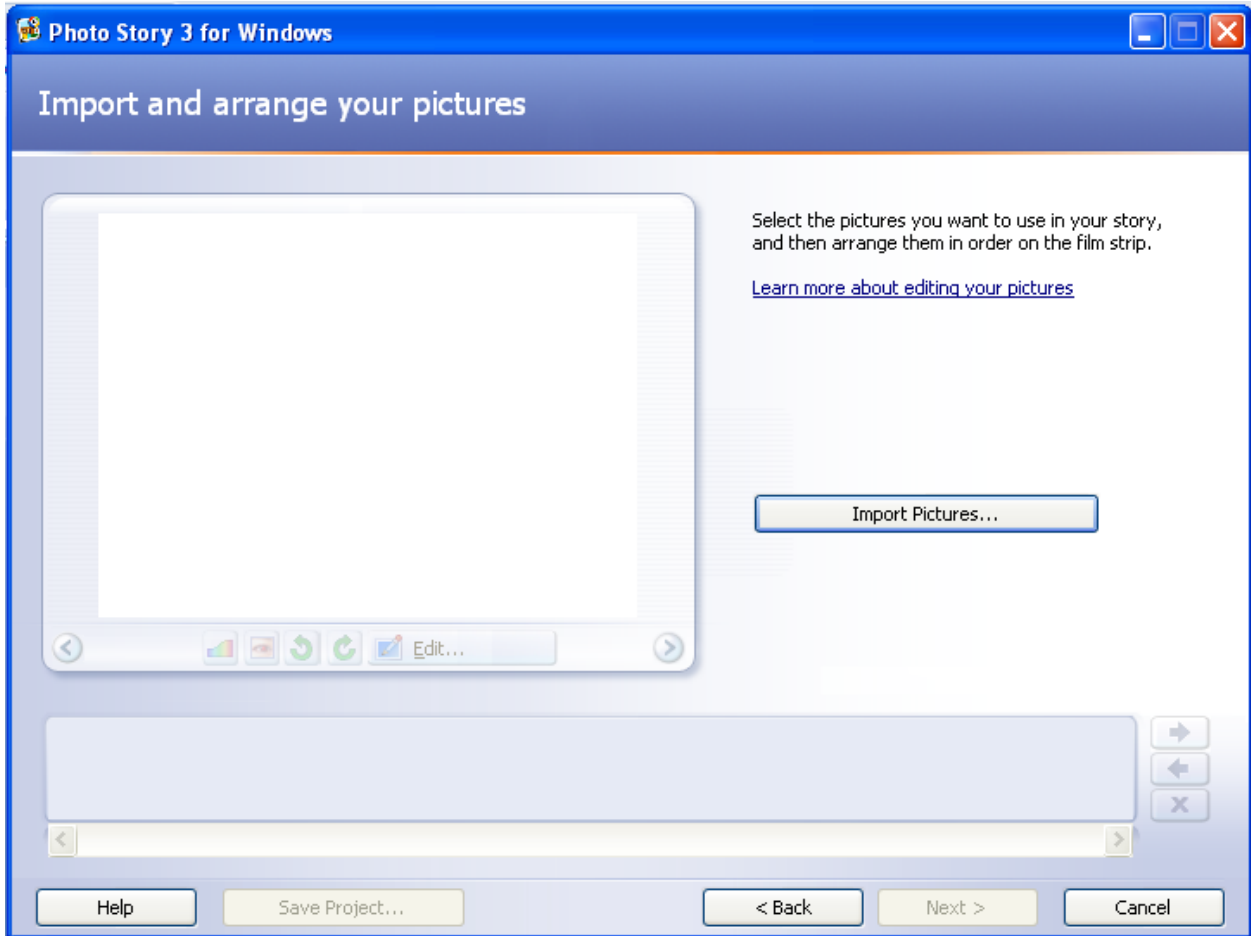 Photo Story 3 for Windows
Import and arrange your pictures
Select the pictures you want to use in your story,
and then arrange them in order on the film strip.
Learn more about editing your pictures
Import Pictures...
Edit...
Help
Save Project...
< Back
Next >
Cancel